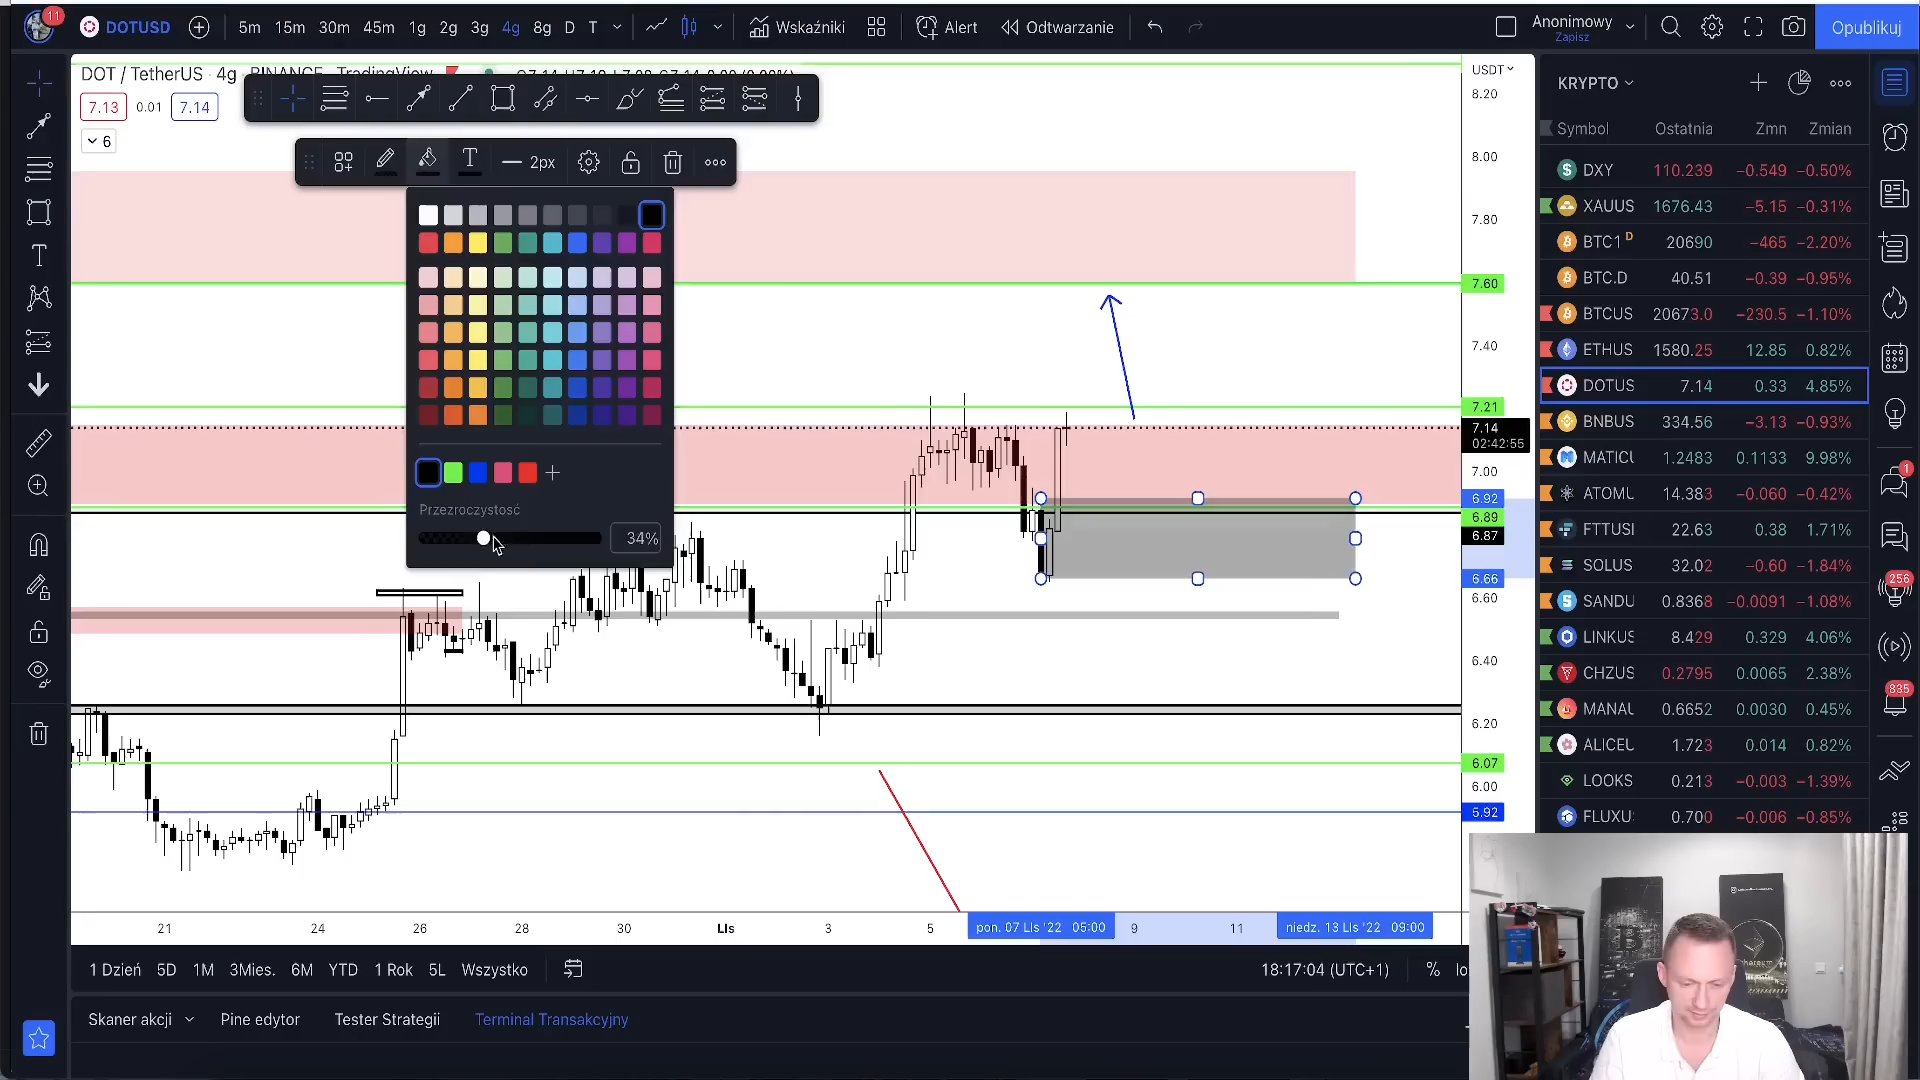 11
DOTUSD
5m 15m 30m 45m 1g 2g 3g 4g 8g D T
Wskaźniki
Alert
Odtwarzanie
Anonimowy
Zapisz
Opublikuj
DOT / TetherUS · 4g · BINANCE · TradingView
7.13 0.01 7.14
6
2px
Przezroczystość
34%
USDT
8.20
8.00
7.80
7.60
7.40
7.21
7.14
02:42:55
7.00
6.92
6.89
6.87
6.66
6.60
6.40
6.20
6.07
6.00
5.92
21 24 26 28 30 LIs 3 5 pon. 07 LIs '22 05:00 9 11 niedz. 13 LIs '22 09:00
1 Dzień 5D 1M 3Mies. 6M YTD 1 Rok 5L Wszystko
18:17:04 (UTC+1) % lo
Skaner akcji Pine edytor Tester Strategii Terminal Transakcyjny
KRYPTO
Symbol Ostatnia Zmn Zmian
DXY 110.239 −0.549 −0.50%
XAUUS 1676.43 −5.15 −0.31%
BTC1 D 20690 −465 −2.20%
BTC.D 40.51 −0.39 −0.95%
BTCUS 20673.0 −230.5 −1.10%
ETHUS 1580.25 12.85 0.82%
DOTUS 7.14 0.33 4.85%
BNBUS 334.56 −3.13 −0.93%
MATICU 1.2483 0.1133 9.98%
ATOMU 14.383 −0.060 −0.42%
FTTUSI 22.63 0.38 1.71%
SOLUS 32.02 −0.60 −1.84%
SANDU 0.8368 −0.0091 −1.08%
LINKUS 8.429 0.329 4.06%
CHZUS 0.2795 0.0065 2.38%
MANAU 0.6652 0.0030 0.45%
ALICEU 1.723 0.014 0.82%
LOOKS 0.213 −0.003 −1.39%
FLUXU 0.700 −0.006 −0.85%
1
256
835